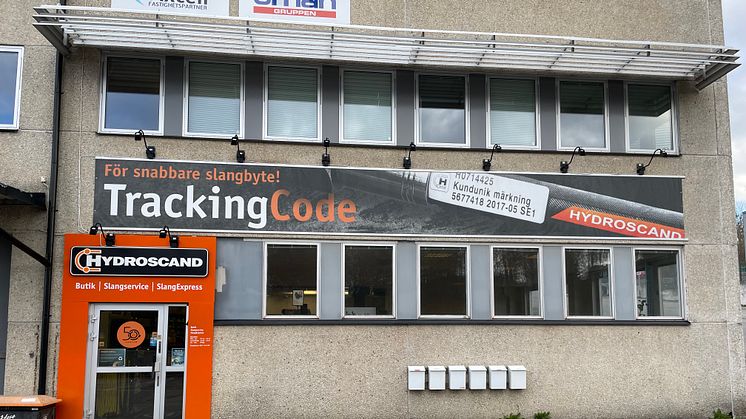 FASTIGHETSPARTNER
GRUPPEN
För snabbare slangbyte!
TrackingCode
H0714425
Kundunik märkning
5677418 2017-05 SE1
HYDROSCAND
HYDROSCAND
Butik | Slangservice | SlangExpress
50